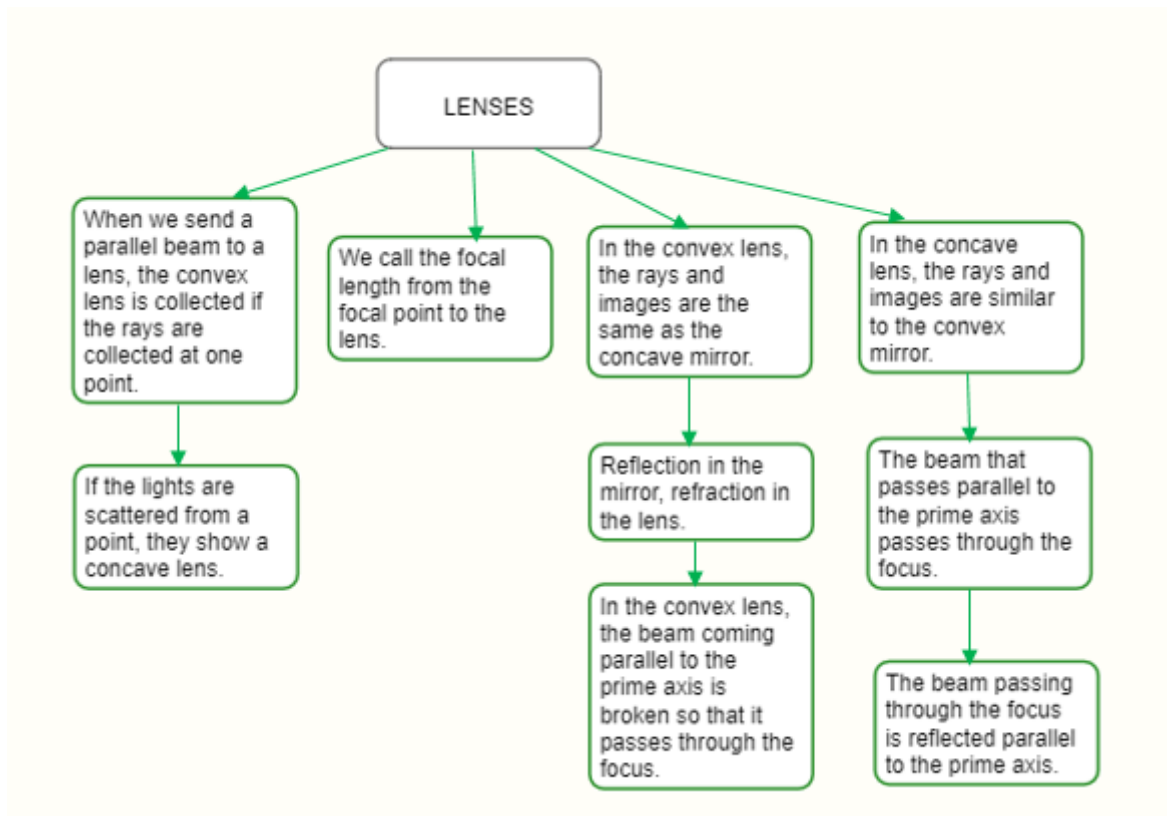 LENSES
When we send a
parallel beam to a
lens, the convex
lens is collected if
the rays are
collected at one
point.
If the lights are
scattered from a
point, they show a
concave lens.
We call the focal
length from the
focal point to the
lens.
In the convex lens,
the rays and
images are the
same as the
concave mirror.
Reflection in the
mirror, refraction in
the lens.
In the convex lens,
the beam coming
parallel to the
prime axis is
broken so that it
passes through the
focus.
In the concave
lens, the rays and
images are similar
to the convex
mirror.
The beam that
passes parallel to
the prime axis
passes through the
focus.
The beam passing
through the focus
is reflected parallel
to the prime axis.